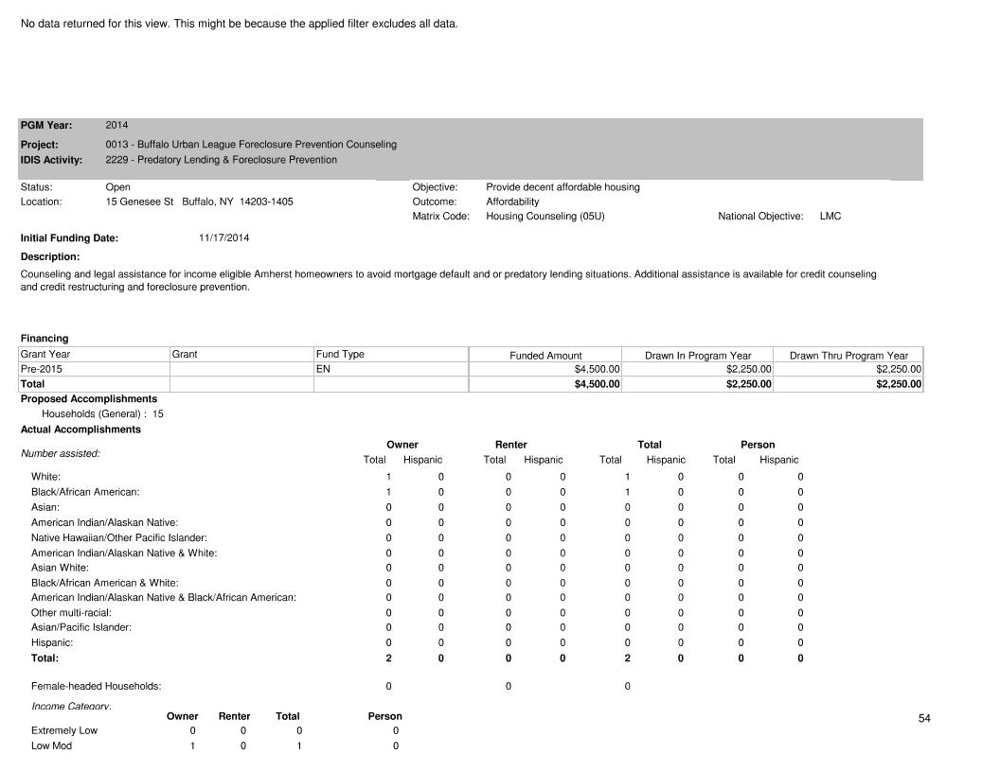 No data returned for this view. This might be because the applied filter excludes all data.
PGM Year: 2014
Project: 0013 - Buffalo Urban League Foreclosure Prevention Counseling
IDIS Activity: 2229 - Predatory Lending & Foreclosure Prevention
Status: Open Objective: Provide decent affordable housing
Location: 15 Genesee St Buffalo, NY 14203-1405 Outcome: Affordability
Matrix Code: Housing Counseling (05U) National Objective: LMC
Initial Funding Date: 11/17/2014
Description:
Counseling and legal assistance for income eligible Amherst homeowners to avoid mortgage default and or predatory lending situations. Additional assistance is available for credit counseling
and credit restructuring and foreclosure prevention.
Financing
Grant Year Grant Fund Type Funded Amount Drawn In Program Year Drawn Thru Program Year
Pre-2015 EN $4,500.00 $2,250.00 $2,250.00
Total $4,500.00 $2,250.00 $2,250.00
Proposed Accomplishments
Households (General) : 15
Actual Accomplishments
Number assisted: Owner Renter Total Person
Total Hispanic Total Hispanic Total Hispanic Total Hispanic
White: 1 0 0 0 1 0 0 0
Black/African American: 1 0 0 0 1 0 0 0
Asian: 0 0 0 0 0 0 0 0
American Indian/Alaskan Native: 0 0 0 0 0 0 0 0
Native Hawaiian/Other Pacific Islander: 0 0 0 0 0 0 0 0
American Indian/Alaskan Native & White: 0 0 0 0 0 0 0 0
Asian White: 0 0 0 0 0 0 0 0
Black/African American & White: 0 0 0 0 0 0 0 0
American Indian/Alaskan Native & Black/African American: 0 0 0 0 0 0 0 0
Other multi-racial: 0 0 0 0 0 0 0 0
Asian/Pacific Islander: 0 0 0 0 0 0 0 0
Hispanic: 0 0 0 0 0 0 0 0
Total: 2 0 0 0 2 0 0 0
Female-headed Households: 0 0 0
Income Category:
Owner Renter Total Person
Extremely Low 0 0 0 0
Low Mod 1 0 1 0
54